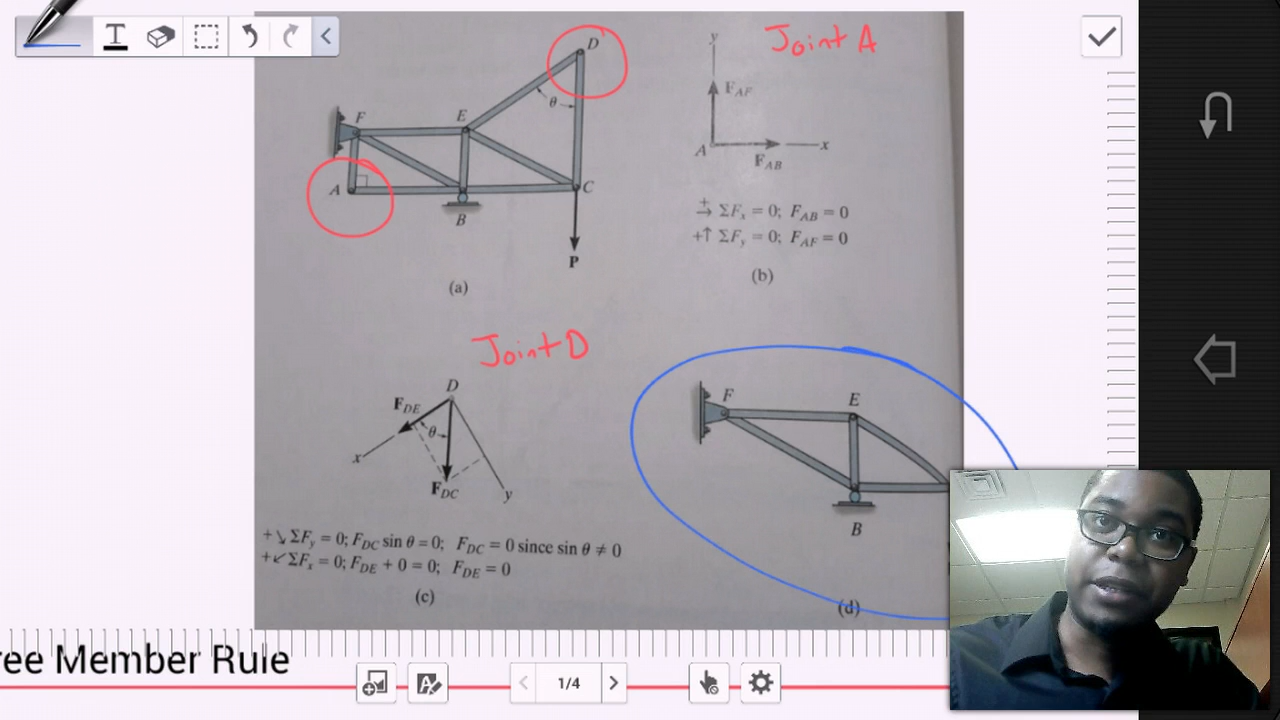 T
Joint A
D
y
θ
F_AF
F
E
A
F_AB
x
A
C
B
→+ ΣF_x = 0; F_AB = 0
+↑ ΣF_y = 0; F_AF = 0
P
(a)
(b)
Joint D
D
F_DE
θ
x
F_DC
y
F
E
B
+↘ ΣF_y = 0; F_DC sin θ = 0; F_DC = 0 since sin θ ≠ 0
+↙ ΣF_x = 0; F_DE + 0 = 0; F_DE = 0
(c)
(d)
ree Member Rule
1/4